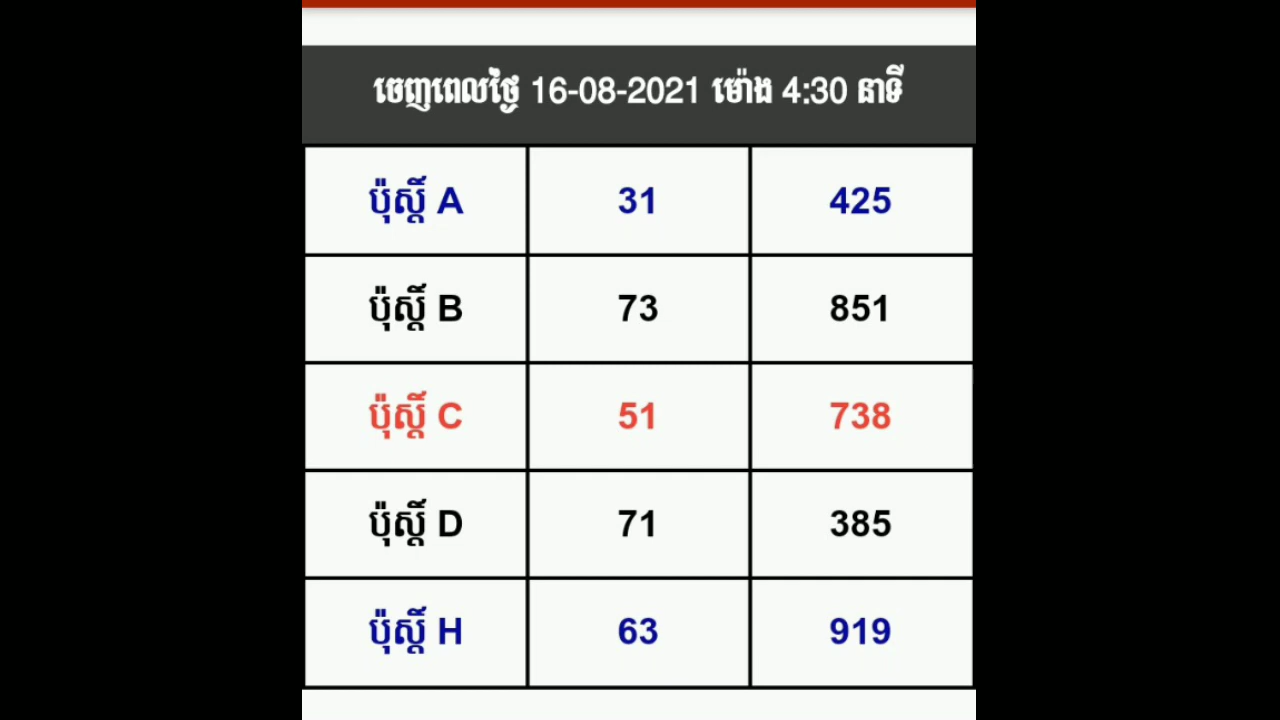 ចេញពេលថ្ងៃ 16-08-2021 ម៉ោង 4:30 នាទី
ប៉ុស្តិ៍ A 31 425
ប៉ុស្តិ៍ B 73 851
ប៉ុស្តិ៍ C 51 738
ប៉ុស្តិ៍ D 71 385
ប៉ុស្តិ៍ H 63 919